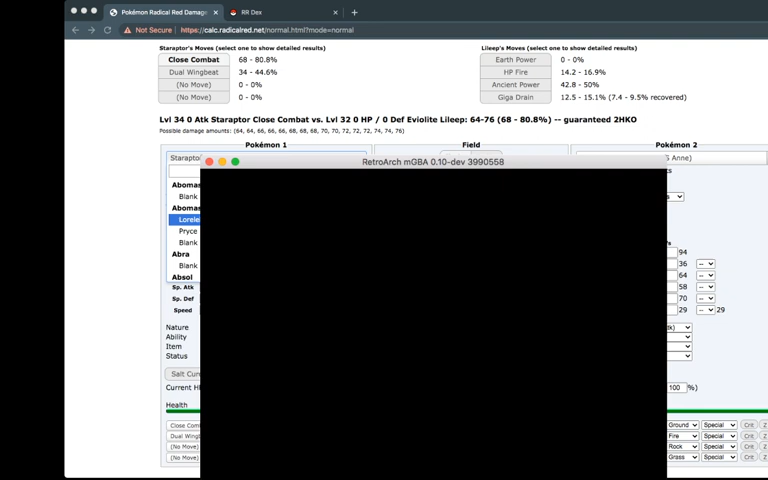 Pokémon Radical Red Damage
RR Dex
Not Secure
https://calc.radicalred.net/normal.html?mode=normal
Staraptor's Moves (select one to show detailed results)
Lileep's Moves (select one to show detailed results)
Close Combat 68 - 80.8%
Earth Power 0 - 0%
Dual Wingbeat 34 - 44.6%
HP Fire 14.2 - 16.9%
(No Move) 0 - 0%
Ancient Power 42.8 - 50%
(No Move) 0 - 0%
Giga Drain 12.5 - 15.1% (7.4 - 9.5% recovered)
Lvl 34 0 Atk Staraptor Close Combat vs. Lvl 32 0 HP / 0 Def Eviolite Lileep: 64-76 (68 - 80.8%) -- guaranteed 2HKO
Possible damage amounts: (64, 64, 66, 66, 66, 68, 68, 68, 70, 70, 72, 72, 72, 74, 74, 76)
Pokémon 1
Field
Pokémon 2
Starapto
RetroArch mGBA 0.10-dev 3990558
Anne)
Abomas
Blank
Abomas
Lorele
Pryce
Blank
Abra
Blank
Absol
94
36 --
64 --
58 --
70 --
29 -- 29
Sp. Atk
Sp. Def
Speed
Nature
Ability
Item
Status
Salt Cur
Current HP
100 %)
Health
Close Comb
Ground Special Crit Z
Dual Wingb
Fire Special Crit Z
(No Move)
Rock Special Crit Z
(No Move)
Grass Special Crit Z